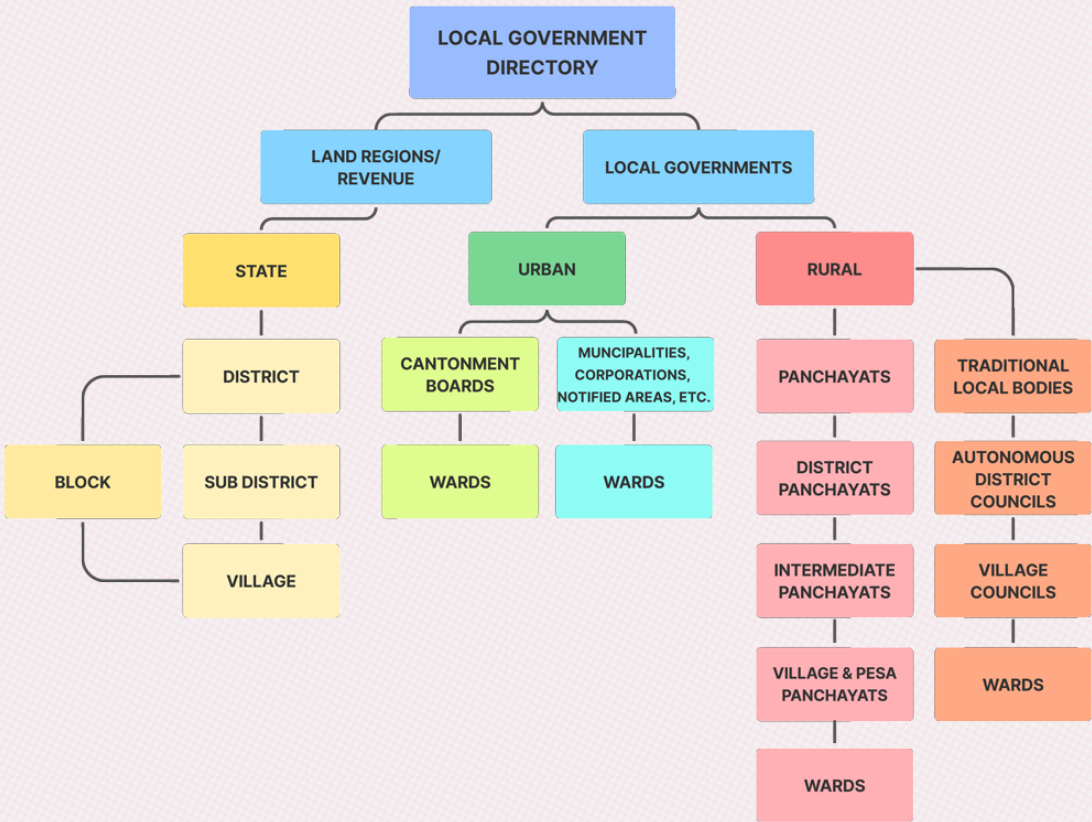 LOCAL GOVERNMENT
DIRECTORY
LAND REGIONS/
REVENUE
LOCAL GOVERNMENTS
STATE
URBAN
RURAL
DISTRICT
CANTONMENT
BOARDS
MUNCIPALITIES,
CORPORATIONS,
NOTIFIED AREAS, ETC.
PANCHAYATS
TRADITIONAL
LOCAL BODIES
BLOCK
SUB DISTRICT
WARDS
WARDS
DISTRICT
PANCHAYATS
AUTONOMOUS
DISTRICT
COUNCILS
VILLAGE
INTERMEDIATE
PANCHAYATS
VILLAGE
COUNCILS
VILLAGE & PESA
PANCHAYATS
WARDS
WARDS